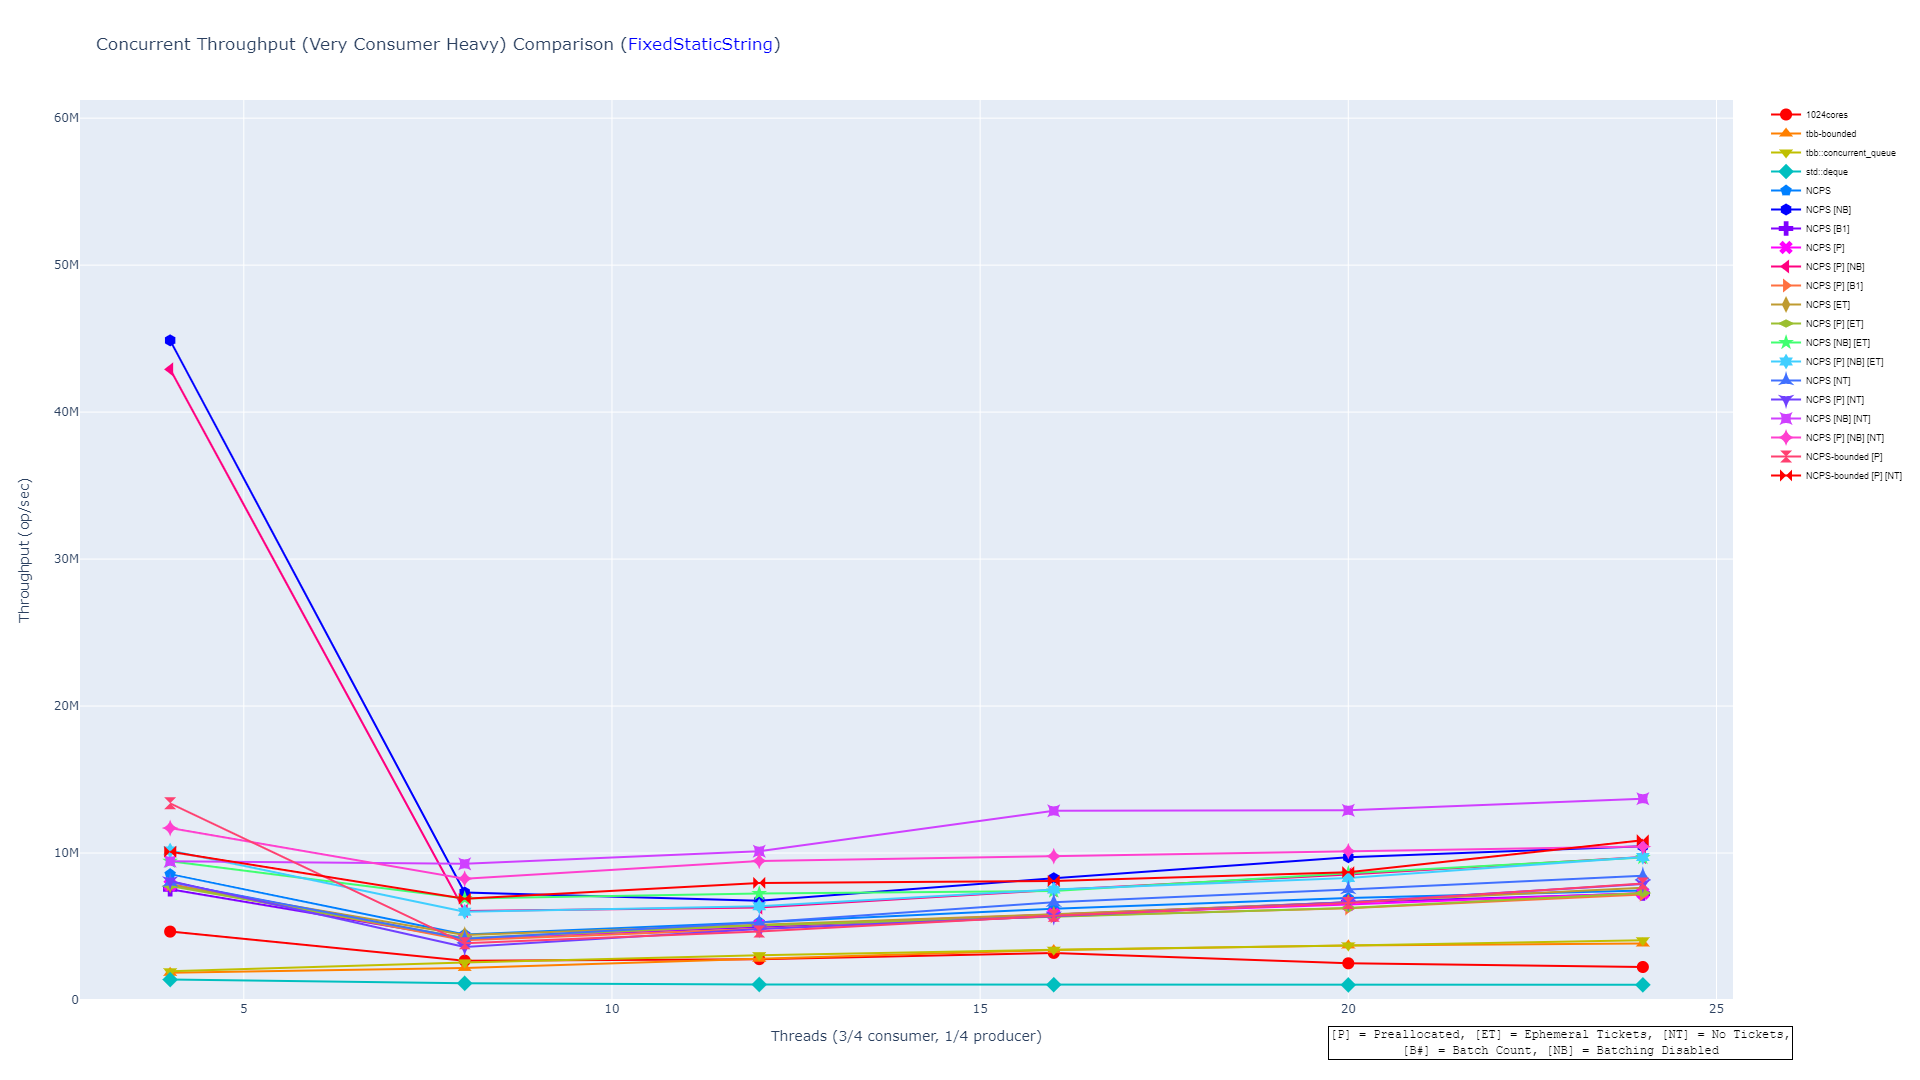 Concurrent Throughput (Very Consumer Heavy) Comparison (FixedStaticString)
60M
50M
40M
30M
20M
10M
0
Throughput (op/sec)
5
10
15
20
25
Threads (3/4 consumer, 1/4 producer)
1024cores
tbb-bounded
tbb::concurrent_queue
std::deque
NCPS
NCPS [NB]
NCPS [B1]
NCPS [P]
NCPS [P] [NB]
NCPS [P] [B1]
NCPS [ET]
NCPS [P] [ET]
NCPS [NB] [ET]
NCPS [P] [NB] [ET]
NCPS [NT]
NCPS [P] [NT]
NCPS [NB] [NT]
NCPS [P] [NB] [NT]
NCPS-bounded [P]
NCPS-bounded [P] [NT]
[P] = Preallocated, [ET] = Ephemeral Tickets, [NT] = No Tickets,
[B#] = Batch Count, [NB] = Batching Disabled